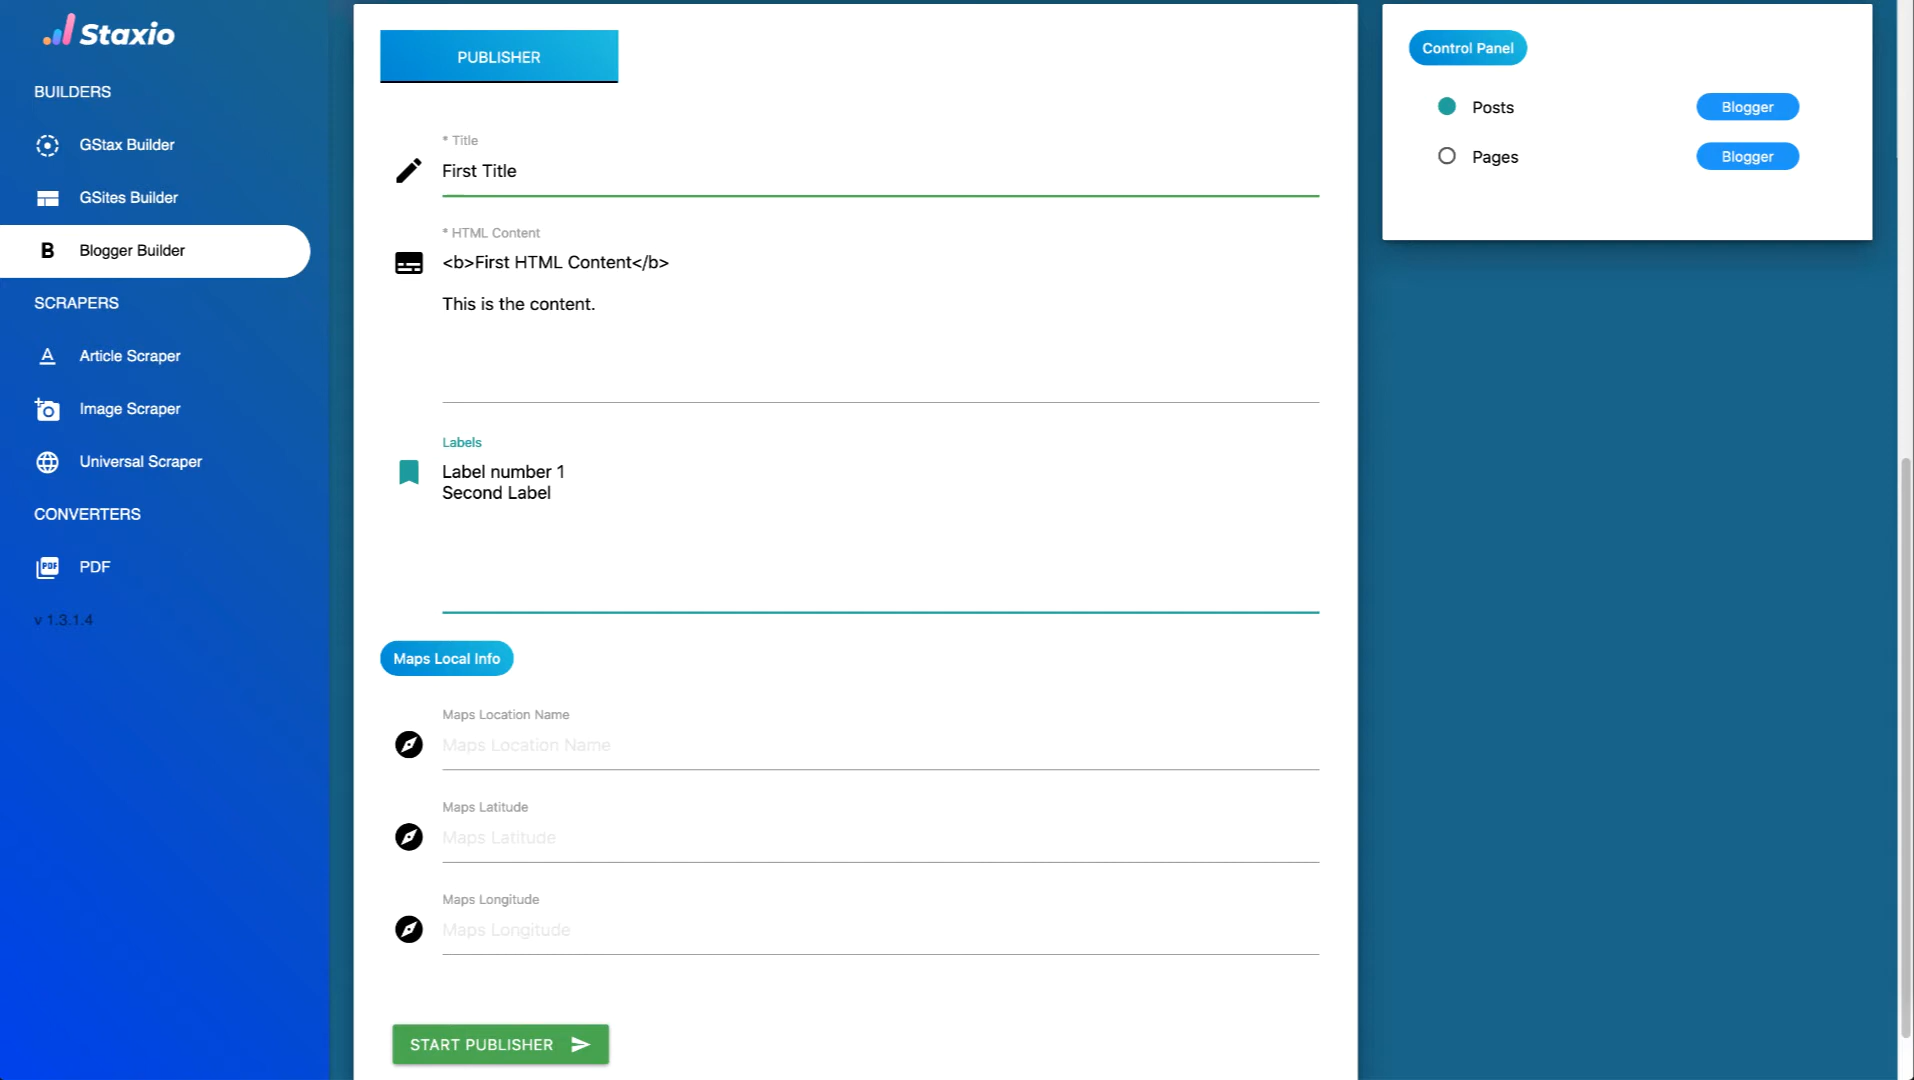 Staxio
BUILDERS
GStax Builder
GSites Builder
B Blogger Builder
SCRAPERS
A Article Scraper
Image Scraper
Universal Scraper
CONVERTERS
PDF PDF
v 1.3.1.4
PUBLISHER
* Title
First Title
* HTML Content
<b>First HTML Content</b>
This is the content.
Labels
Label number 1
Second Label
Maps Local Info
Maps Location Name
Maps Location Name
Maps Latitude
Maps Latitude
Maps Longitude
Maps Longitude
START PUBLISHER
Control Panel
Posts Blogger
Pages Blogger